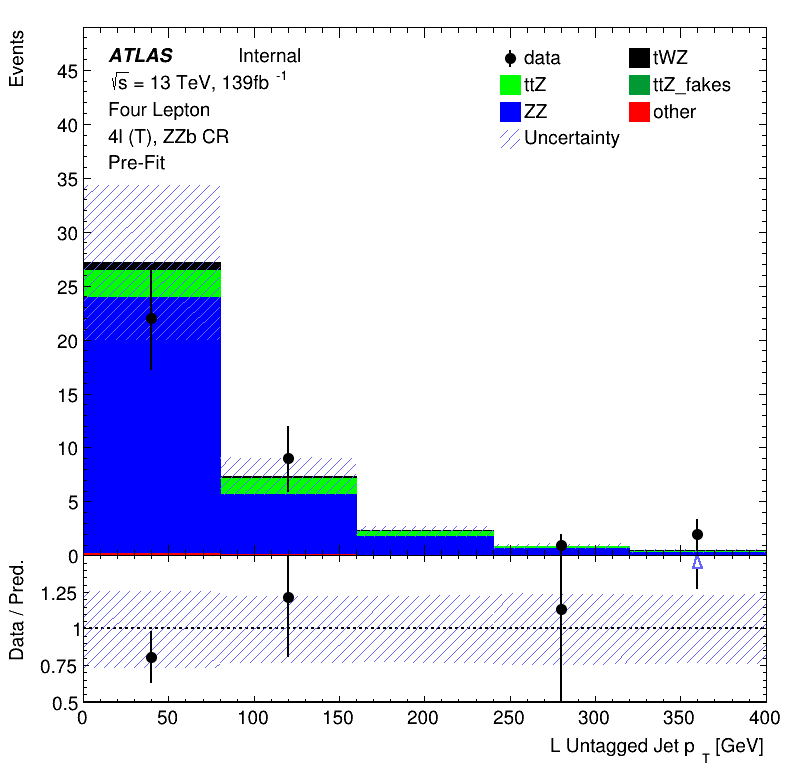 Events
ATLAS Internal
√s = 13 TeV, 139fb -1
Four Lepton
4l (T), ZZb CR
Pre-Fit
data
tWZ
ttZ
ttZ_fakes
ZZ
other
Uncertainty
45
40
35
30
25
20
15
10
5
0
Data / Pred.
1.25
1
0.75
0.5
0 50 100 150 200 250 300 350 400
L Untagged Jet p T [GeV]